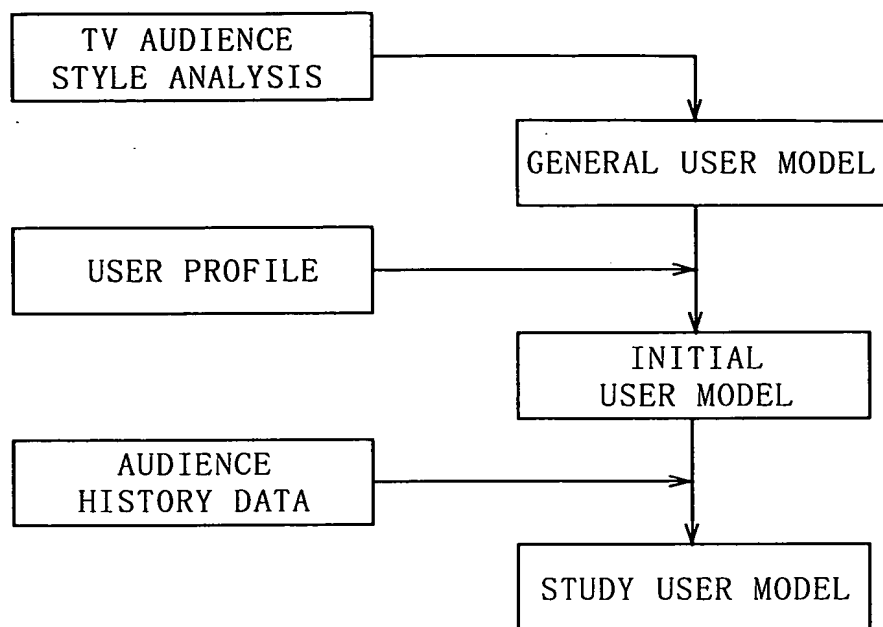 TV AUDIENCE
STYLE ANALYSIS
GENERAL USER MODEL
USER PROFILE
INITIAL
USER MODEL
AUDIENCE
HISTORY DATA
STUDY USER MODEL